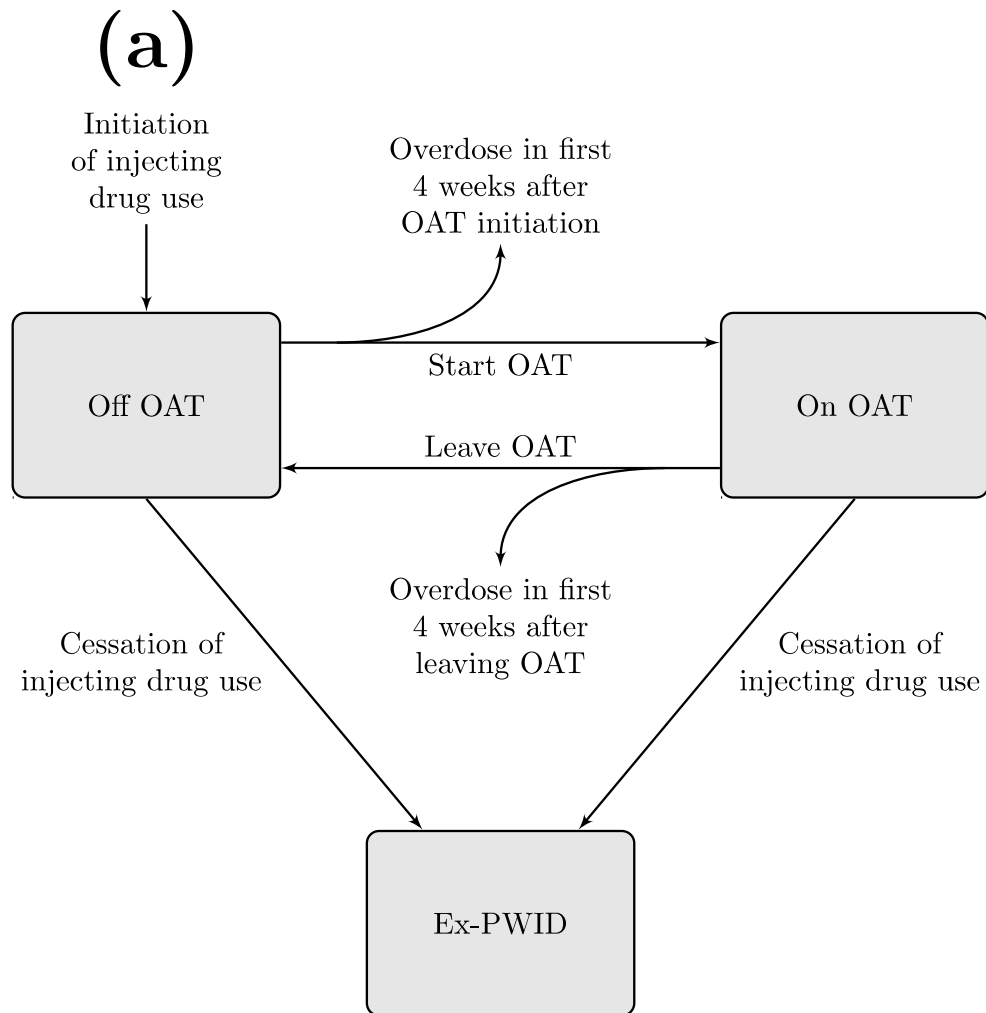 (a)
Initiation
of injecting
drug use
Overdose in first
4 weeks after
OAT initiation
Start OAT
Off OAT
On OAT
Leave OAT
Overdose in first
4 weeks after
leaving OAT
Cessation of
injecting drug use
Cessation of
injecting drug use
Ex-PWID